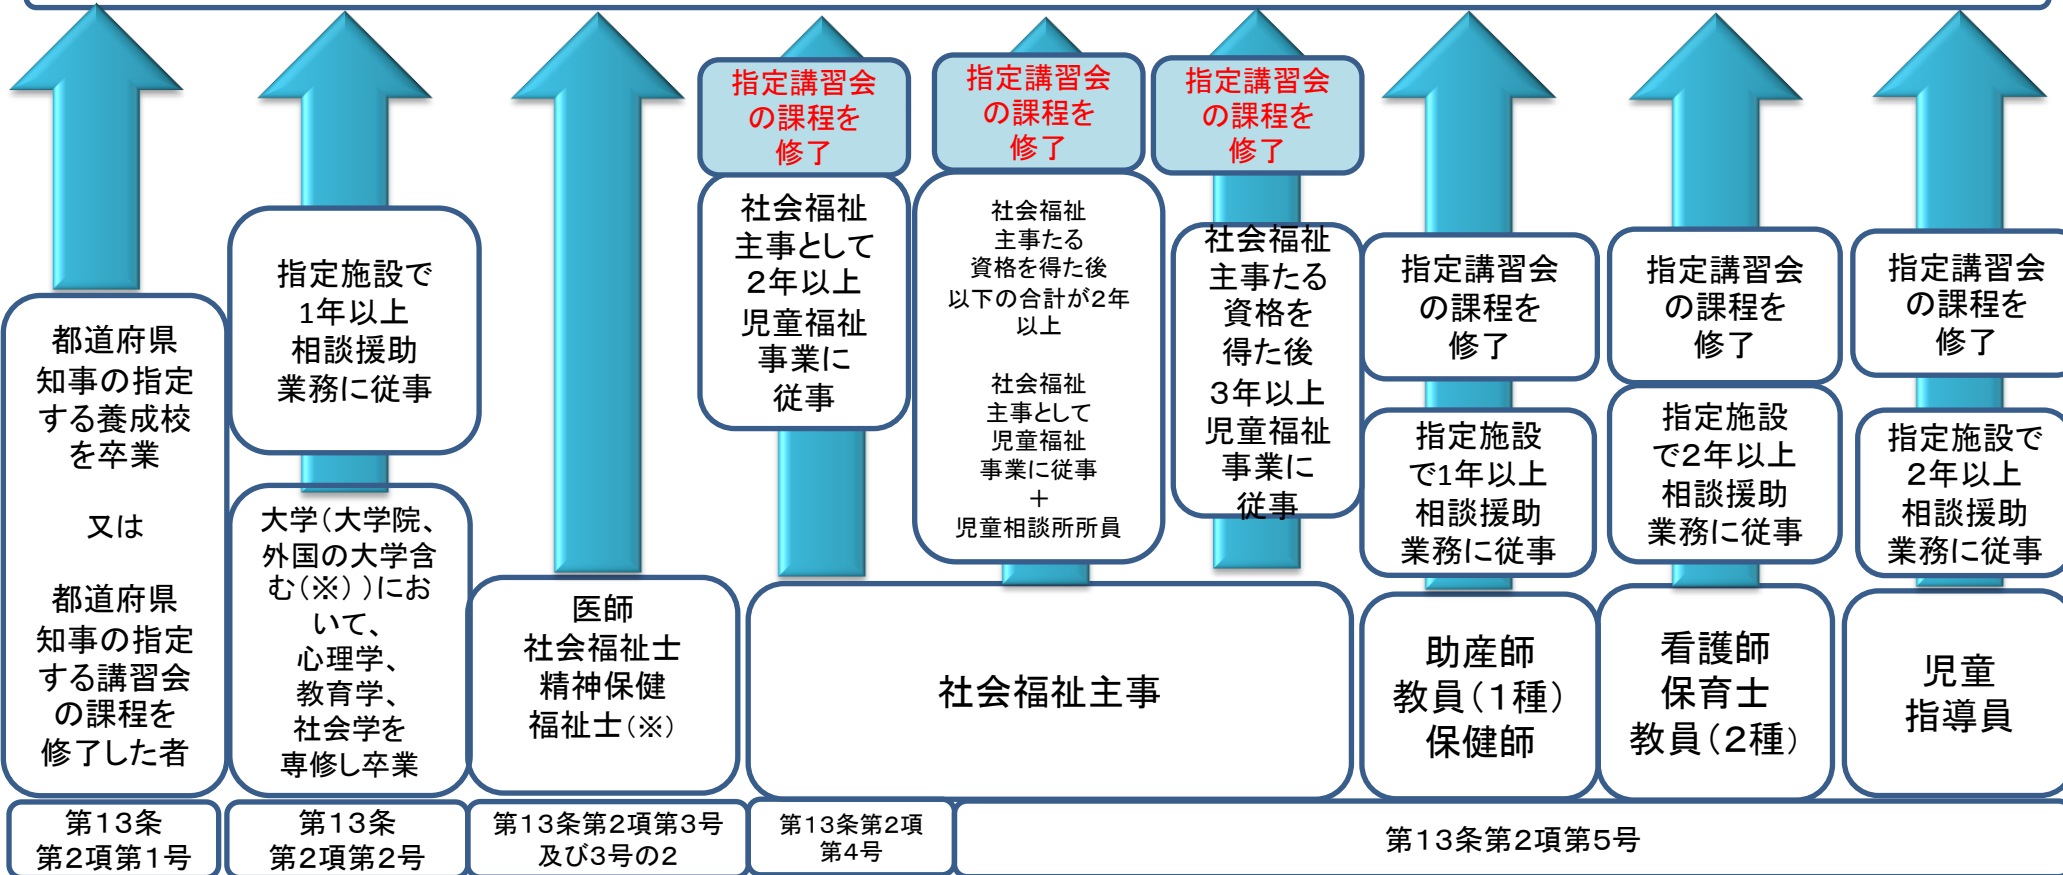 都道府県
知事の指定
する養成校
を卒業
又は
都道府県
知事の指定
する講習会
の課程を
修了した者
第13条
第2項第1号
指定施設で
1年以上
相談援助
業務に従事
大学(大学院、
外国の大学含
む(※))にお
いて、
心理学、
教育学、
社会学を
専修し卒業
第13条
第2項第2号
医師
社会福祉士
精神保健
福祉士(※)
第13条第2項第3号
及び3号の2
指定講習会
の課程を
修了
社会福祉
主事として
2年以上
児童福祉
事業に
従事
指定講習会
の課程を
修了
社会福祉
主事たる
資格を得た後
以下の合計が2年
以上
社会福祉
主事として
児童福祉
事業に従事
+
児童相談所所員
指定講習会
の課程を
修了
社会福祉
主事たる
資格を
得た後
3年以上
児童福祉
事業に
従事
社会福祉主事
第13条第2項
第4号
指定講習会
の課程を
修了
指定施設
で1年以上
相談援助
業務に従事
助産師
教員(1種)
保健師
指定講習会
の課程を
修了
指定施設
で2年以上
相談援助
業務に従事
看護師
保育士
教員(2種)
指定講習会
の課程を
修了
指定施設で
2年以上
相談援助
業務に従事
児童
指導員
第13条第2項第5号